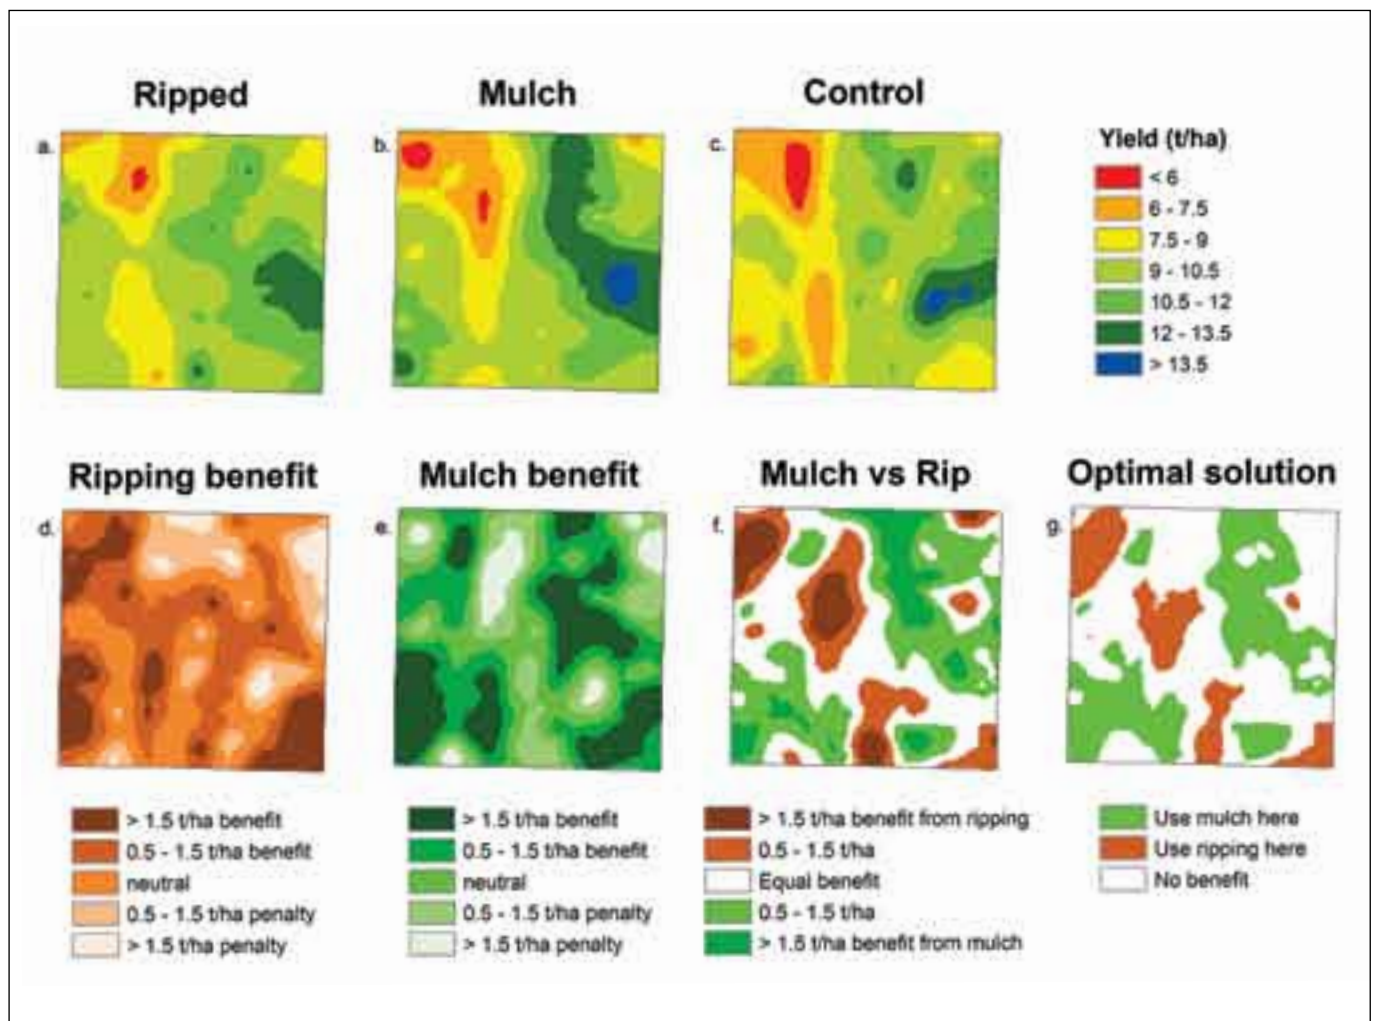 Ripped
Mulch
Control
a.
b.
c.
Yield (t/ha)
< 6
6 - 7.5
7.5 - 9
9 - 10.5
10.5 - 12
12 - 13.5
> 13.5
Ripping benefit
Mulch benefit
Mulch vs Rip
Optimal solution
d.
e.
f.
g.
> 1.5 t/ha benefit
0.5 - 1.5 t/ha benefit
neutral
0.5 - 1.5 t/ha penalty
> 1.5 t/ha penalty
> 1.5 t/ha benefit
0.5 - 1.5 t/ha benefit
neutral
0.5 - 1.5 t/ha penalty
> 1.5 t/ha penalty
> 1.5 t/ha benefit from ripping
0.5 - 1.5 t/ha
Equal benefit
0.5 - 1.5 t/ha
> 1.5 t/ha benefit from mulch
Use mulch here
Use ripping here
No benefit